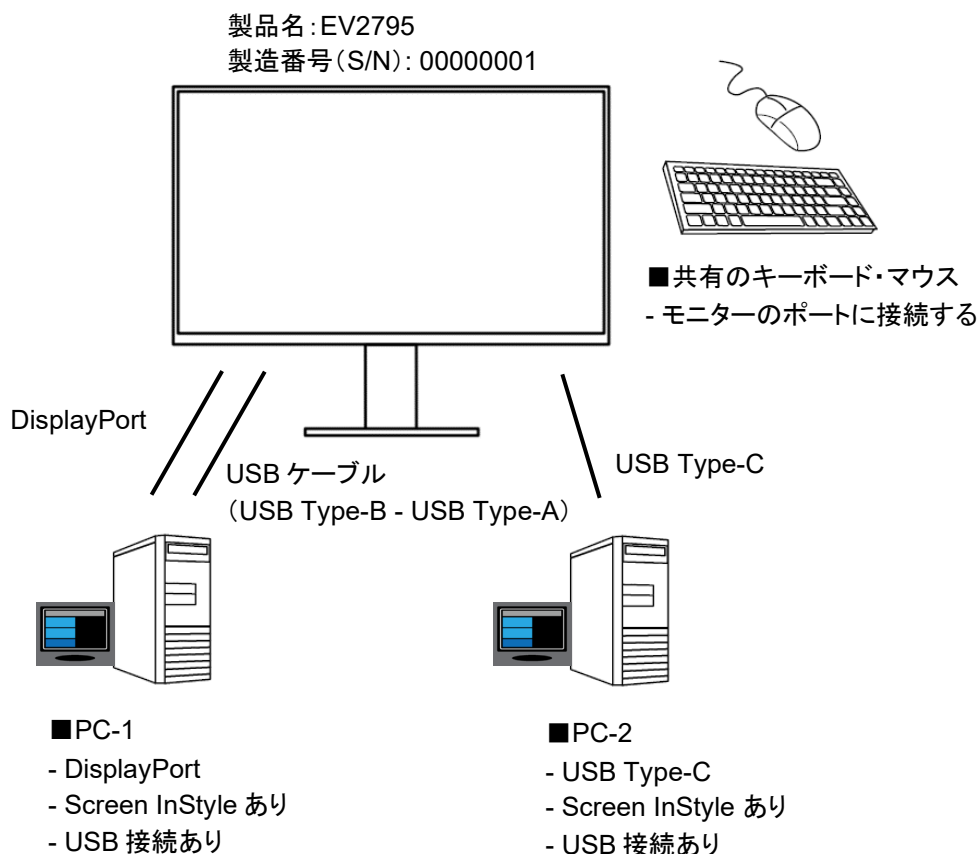 製品名:EV2795
製造番号(S/N): 00000001
■共有のキーボード・マウス
- モニターのポートに接続する
DisplayPort
USB ケーブル
(USB Type-B - USB Type-A)
USB Type-C
■PC-1
- DisplayPort
- Screen InStyle あり
- USB 接続あり
■PC-2
- USB Type-C
- Screen InStyle あり
- USB 接続あり